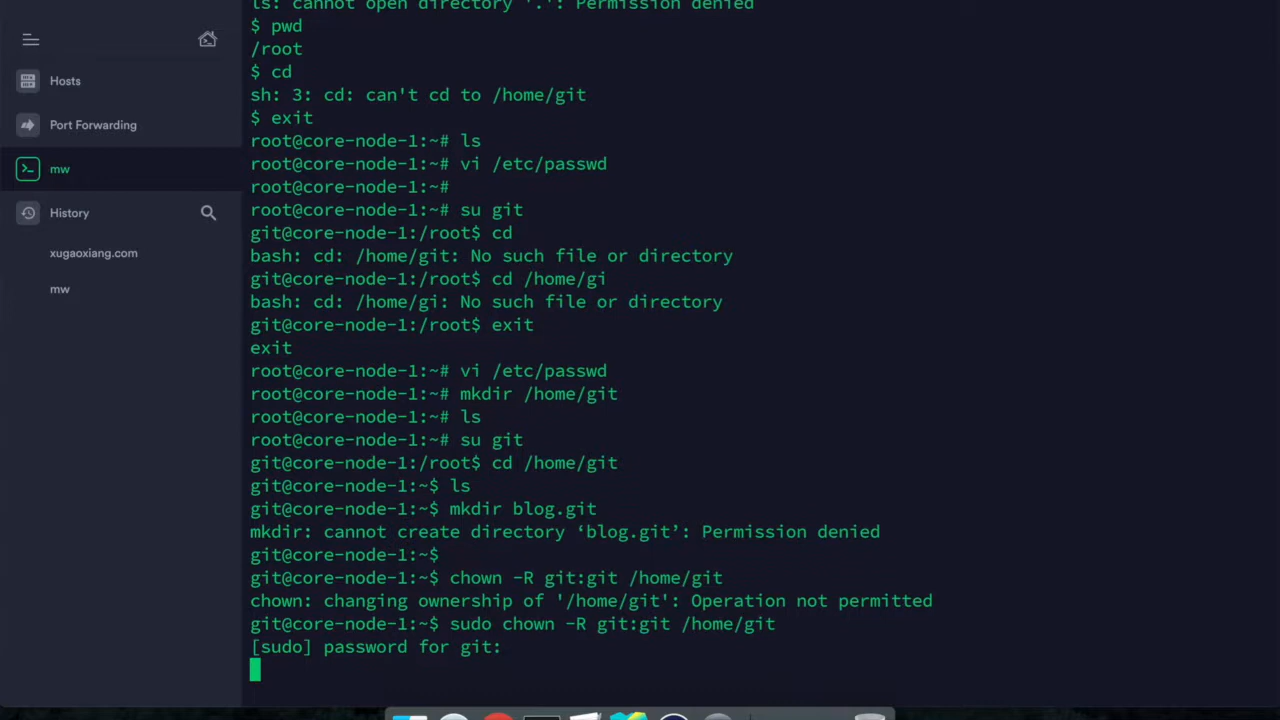 Hosts
Port Forwarding
mw
History
xugaoxiang.com
mw
ls: cannot open directory '.': Permission denied
$ pwd
/root
$ cd
sh: 3: cd: can't cd to /home/git
$ exit
root@core-node-1:~# ls
root@core-node-1:~# vi /etc/passwd
root@core-node-1:~#
root@core-node-1:~# su git
git@core-node-1:/root$ cd
bash: cd: /home/git: No such file or directory
git@core-node-1:/root$ cd /home/gi
bash: cd: /home/gi: No such file or directory
git@core-node-1:/root$ exit
exit
root@core-node-1:~# vi /etc/passwd
root@core-node-1:~# mkdir /home/git
root@core-node-1:~# ls
root@core-node-1:~# su git
git@core-node-1:/root$ cd /home/git
git@core-node-1:~$ ls
git@core-node-1:~$ mkdir blog.git
mkdir: cannot create directory ‘blog.git’: Permission denied
git@core-node-1:~$
git@core-node-1:~$ chown -R git:git /home/git
chown: changing ownership of '/home/git': Operation not permitted
git@core-node-1:~$ sudo chown -R git:git /home/git
[sudo] password for git: